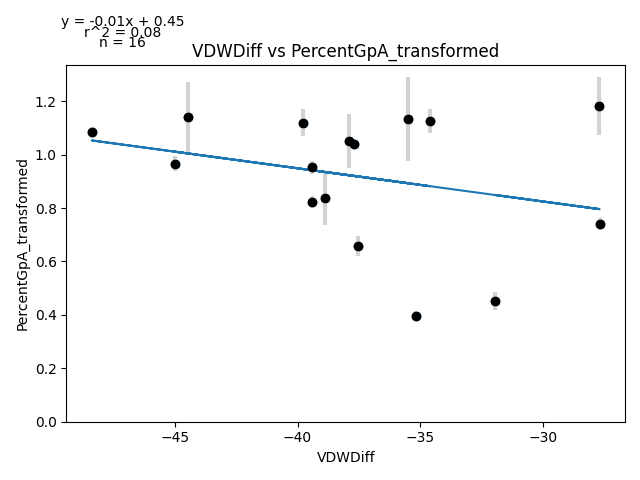 y = -0.01x + 0.45
r^2 = 0.08
n = 16
VDWDiff vs PercentGpA_transformed
PercentGpA_transformed
1.2
1.0
0.8
0.6
0.4
0.2
0.0
−45
−40
−35
−30
VDWDiff